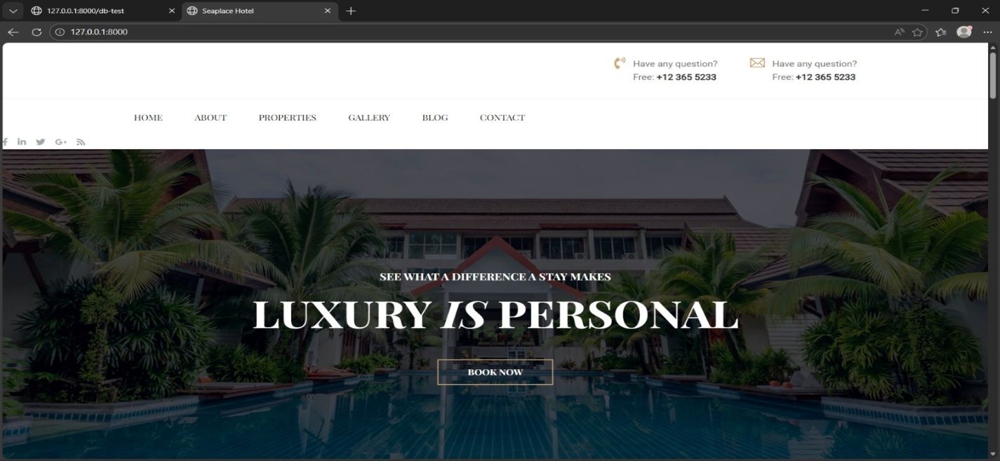 127.0.0.1:8000/db-test
Seaplace Hotel
127.0.0.1:8000
Have any question?
Free: +12 365 5233
Have any question?
Free: +12 365 5233
HOME ABOUT PROPERTIES GALLERY BLOG CONTACT
SEE WHAT A DIFFERENCE A STAY MAKES
LUXURY IS PERSONAL
BOOK NOW